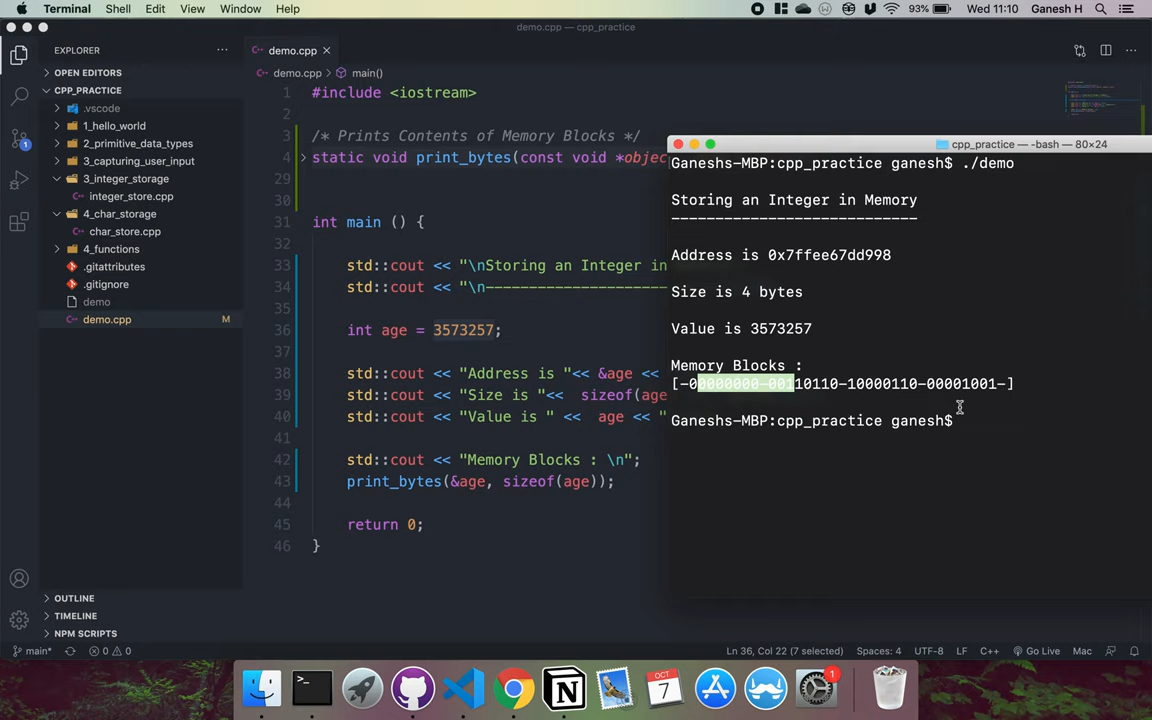 Terminal Shell Edit View Window Help 93% Wed 11:10 Ganesh H
demo.cpp — cpp_practice
EXPLORER
OPEN EDITORS
CPP_PRACTICE
.vscode
1_hello_world
2_primitive_data_types
3_capturing_user_input
3_integer_storage
integer_store.cpp
4_char_storage
char_store.cpp
4_functions
.gitattributes
.gitignore
demo
demo.cpp M
OUTLINE
TIMELINE
NPM SCRIPTS
1
demo.cpp
demo.cpp > main()
1 #include <iostream>
2
3 /* Prints Contents of Memory Blocks */
4 static void print_bytes(const void *objec
29
30
31 int main () {
32
33 std::cout << "\nStoring an Integer in
34 std::cout << "\n----------------------
35
36 int age = 3573257;
37
38 std::cout << "Address is "<< &age <<
39 std::cout << "Size is "<< sizeof(age
40 std::cout << "Value is " << age << "
41
42 std::cout << "Memory Blocks : \n";
43 print_bytes(&age, sizeof(age));
44
45 return 0;
46 }
cpp_practice — -bash — 80×24
Ganeshs-MBP:cpp_practice ganesh$ ./demo
Storing an Integer in Memory
----------------------------
Address is 0x7ffee67dd998
Size is 4 bytes
Value is 3573257
Memory Blocks :
[-00000000-00110110-10000110-00001001-]
Ganeshs-MBP:cpp_practice ganesh$
main* 0 0 Ln 36, Col 22 (7 selected) Spaces: 4 UTF-8 LF C++ Go Live Mac
OCT
7
1